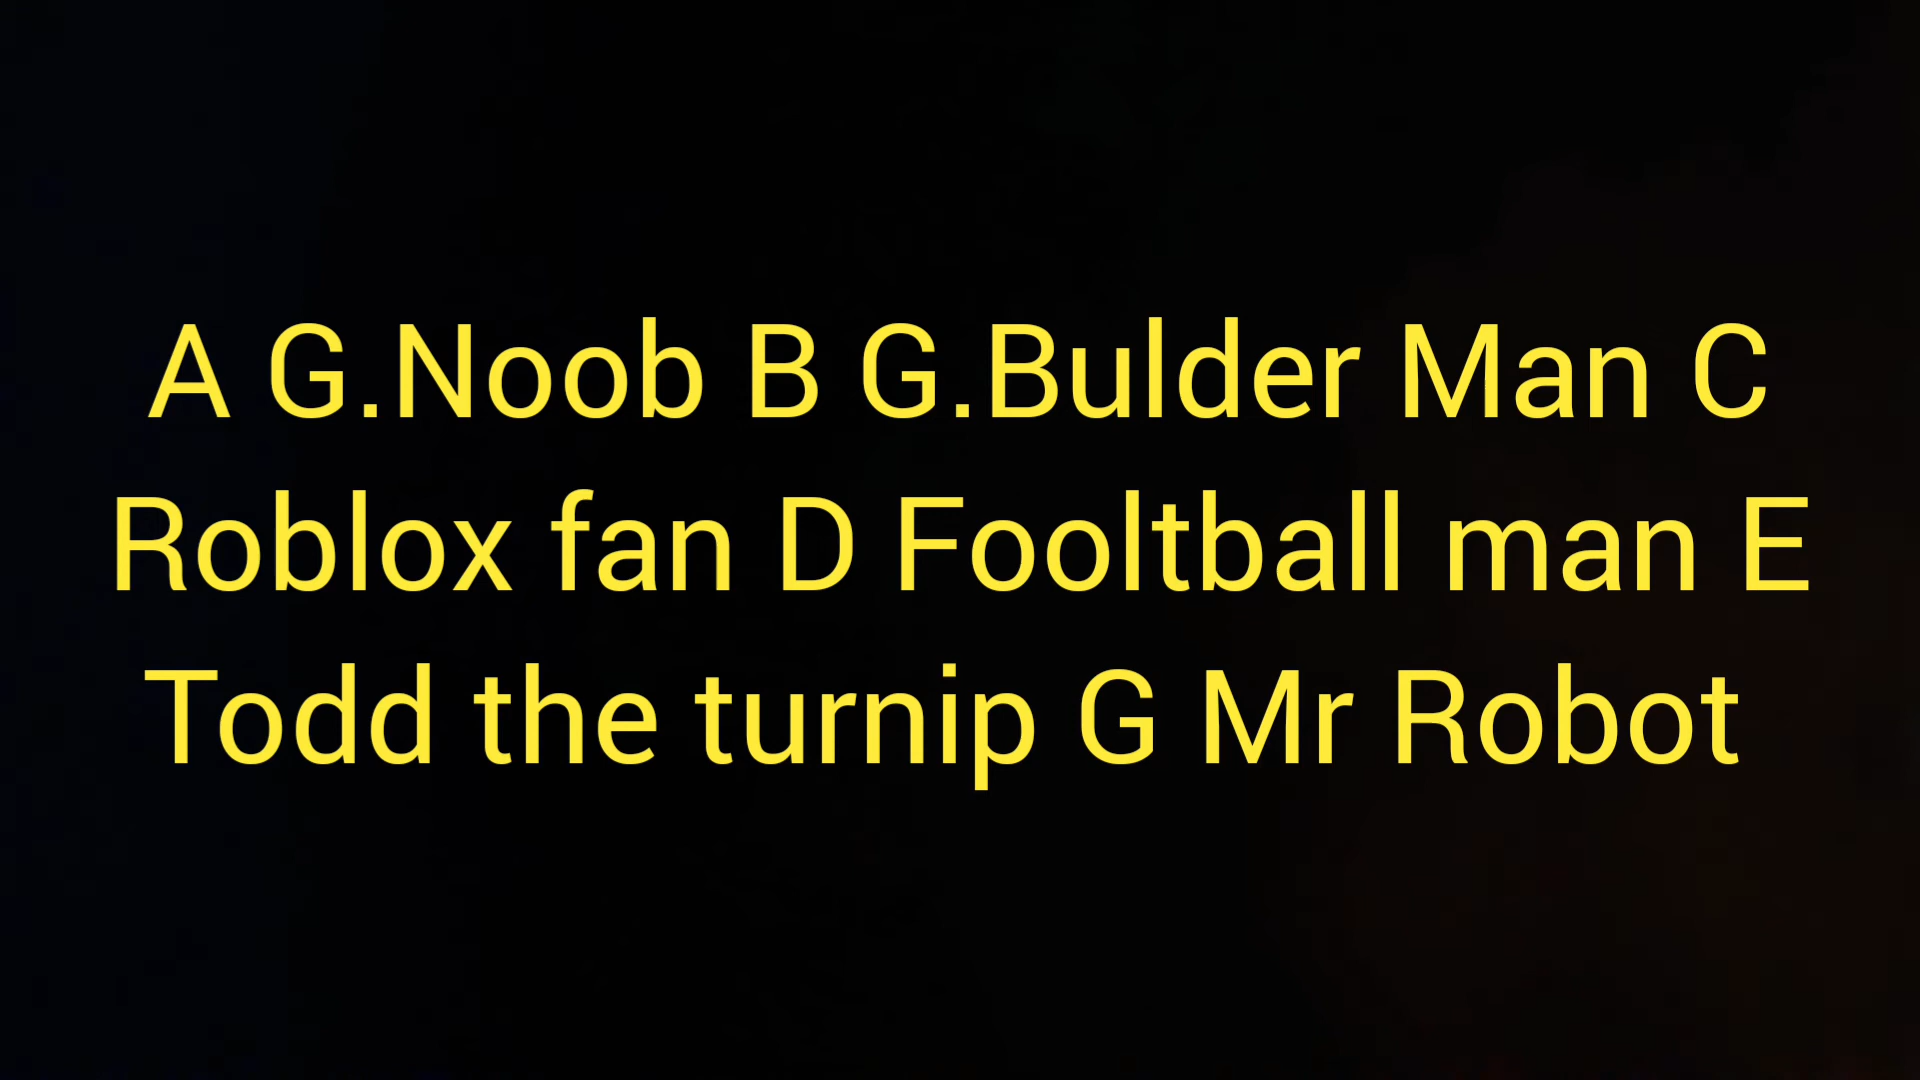 A G.Noob B G.Bulder Man C
Roblox fan D Fooltball man E
Todd the turnip G Mr Robot